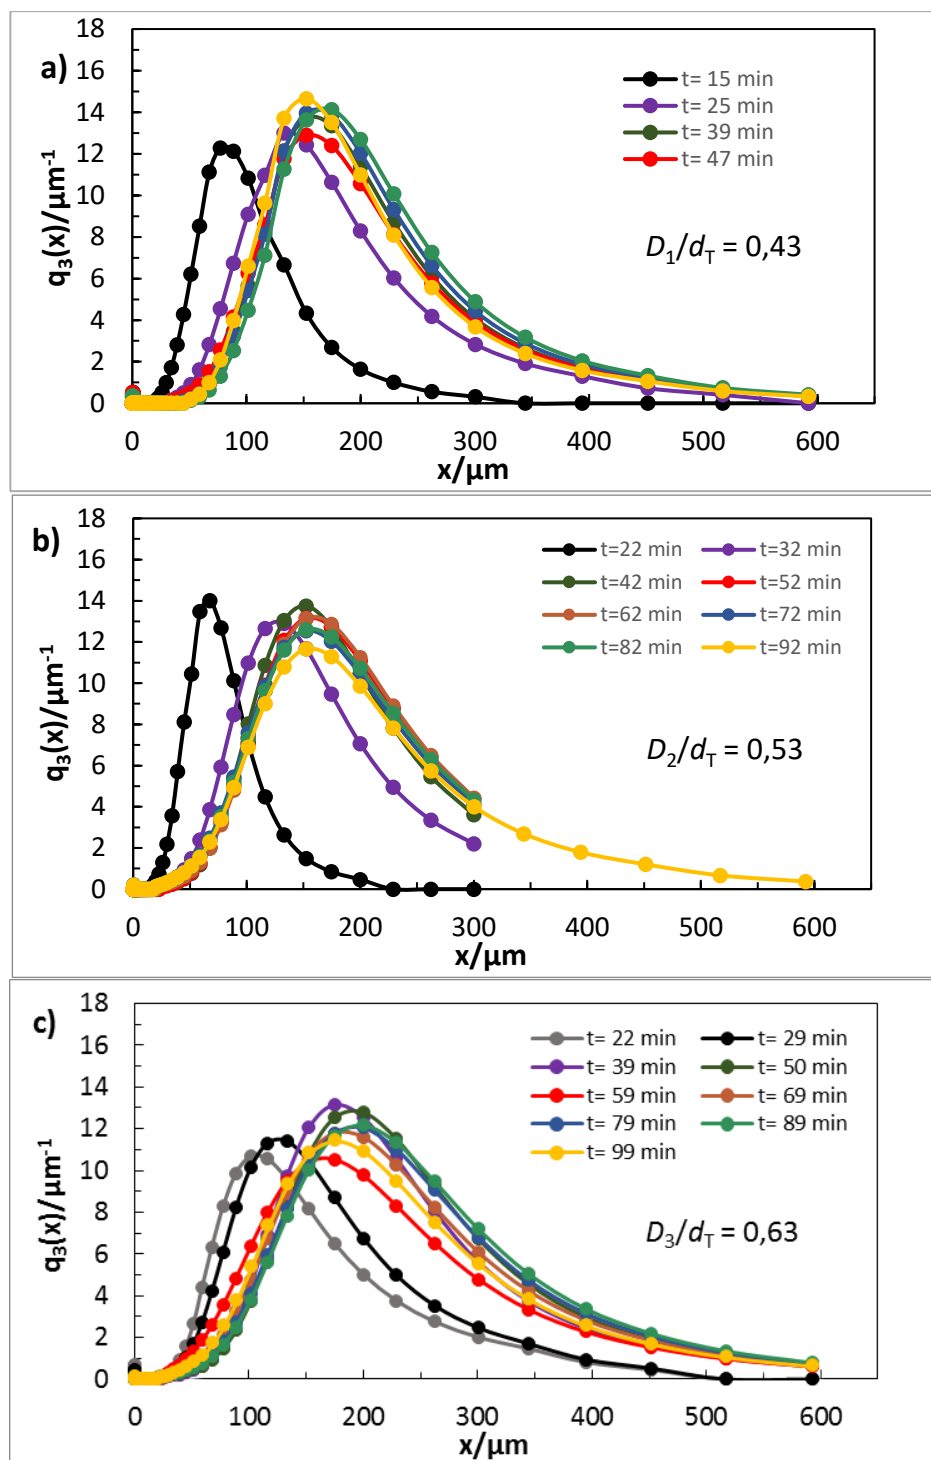 a)
18
16
14
12
10
8
6
4
2
0
q₃(x)/μm⁻¹
t= 15 min
t= 25 min
t= 39 min
t= 47 min
D₁/d_T = 0,43
0 100 200 300 400 500 600
x/μm
b)
18
16
14
12
10
8
6
4
2
0
q₃(x)/μm⁻¹
t=22 min t=32 min
t=42 min t=52 min
t=62 min t=72 min
t=82 min t=92 min
D₂/d_T = 0,53
0 100 200 300 400 500 600
x/μm
c)
18
16
14
12
10
8
6
4
2
0
q₃(x)/μm⁻¹
t= 22 min t= 29 min
t= 39 min t= 50 min
t= 59 min t= 69 min
t= 79 min t= 89 min
t= 99 min
D₃/d_T = 0,63
0 100 200 300 400 500 600
x/μm